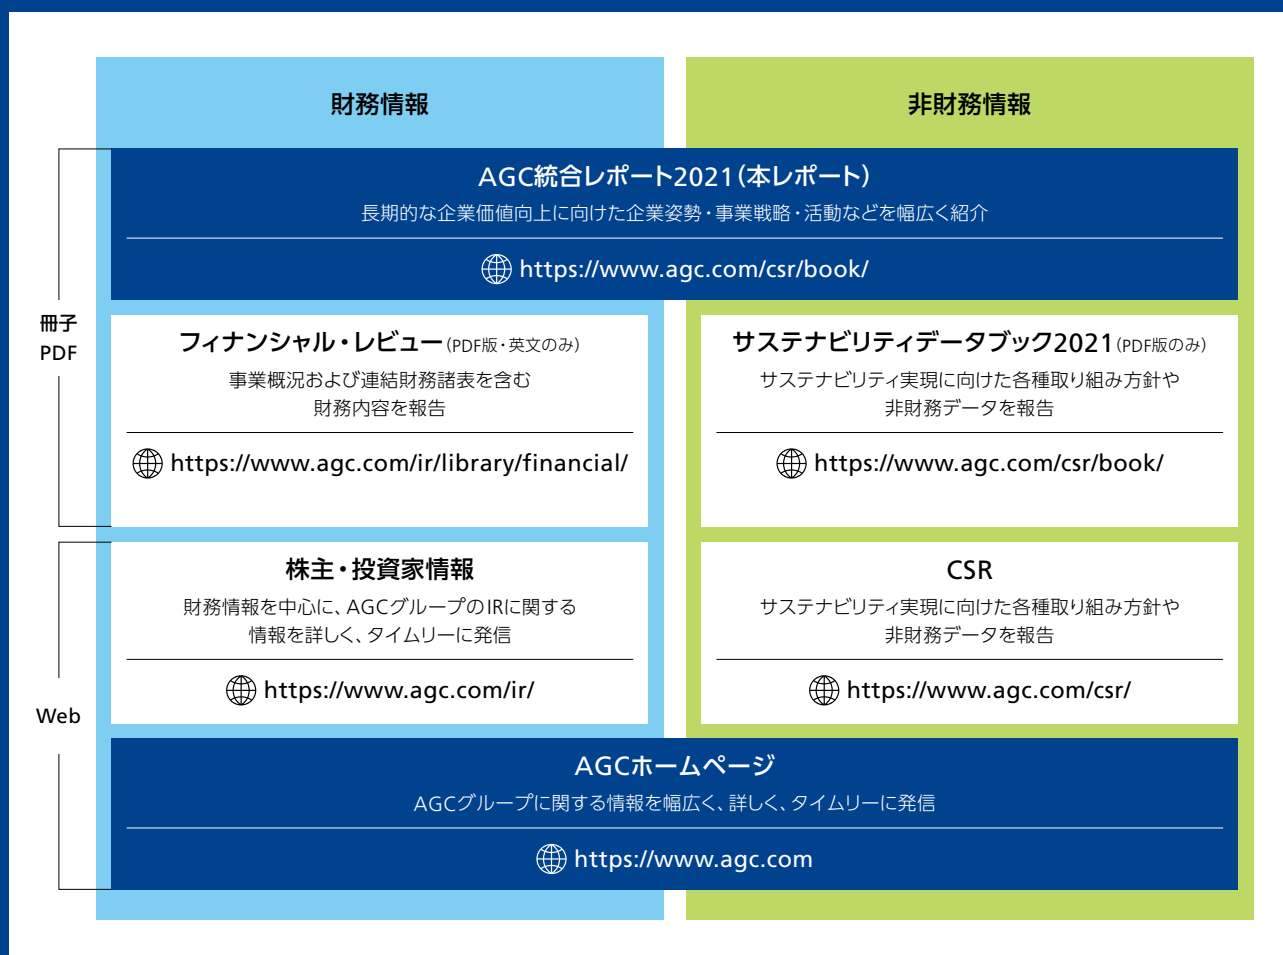 財務情報
非財務情報
AGC統合レポート2021（本レポート）
長期的な企業価値向上に向けた企業姿勢・事業戦略・活動などを幅広く紹介
https://www.agc.com/csr/book/
冊子
PDF
フィナンシャル・レビュー（PDF版・英文のみ）
事業概況および連結財務諸表を含む
財務内容を報告
https://www.agc.com/ir/library/financial/
サステナビリティデータブック2021（PDF版のみ）
サステナビリティ実現に向けた各種取り組み方針や
非財務データを報告
https://www.agc.com/csr/book/
Web
株主・投資家情報
財務情報を中心に、AGCグループのIRに関する
情報を詳しく、タイムリーに発信
https://www.agc.com/ir/
CSR
サステナビリティ実現に向けた各種取り組み方針や
非財務データを報告
https://www.agc.com/csr/
AGCホームページ
AGCグループに関する情報を幅広く、詳しく、タイムリーに発信
https://www.agc.com